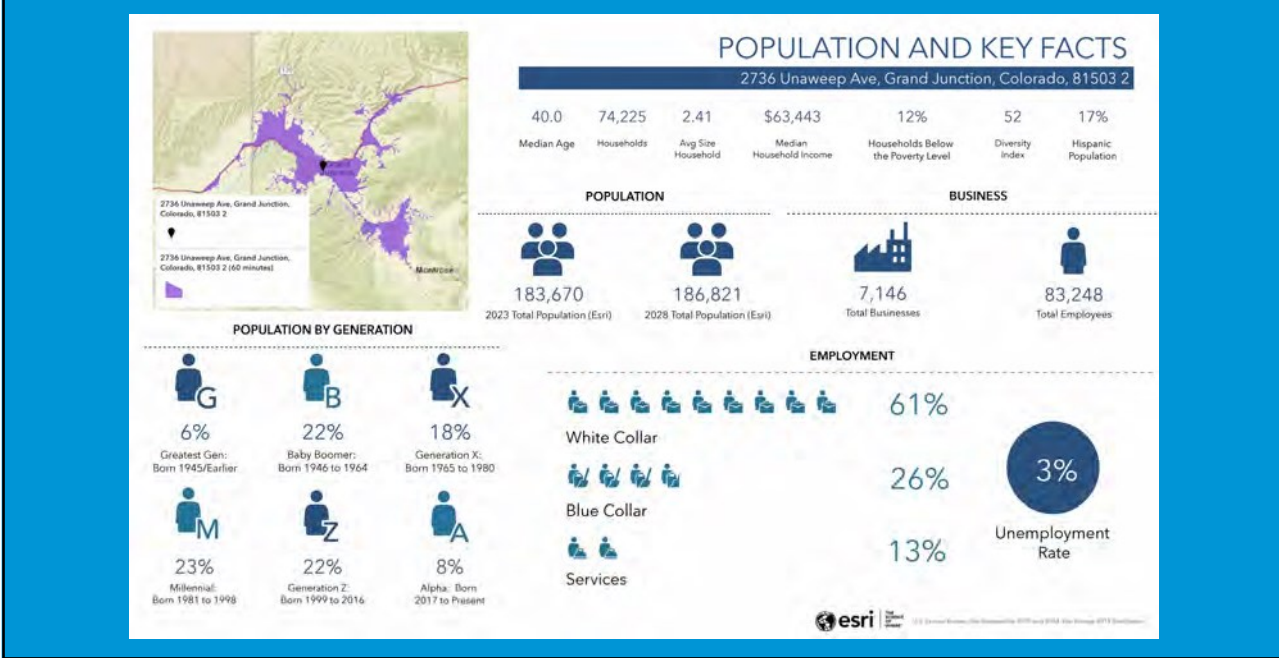 POPULATION AND KEY FACTS
2736 Unaweep Ave, Grand Junction, Colorado, 81503 2
40.0
Median Age
74,225
Households
2.41
Avg Size
Household
$63,443
Median
Household Income
12%
Households Below
the Poverty Level
52
Diversity
Index
17%
Hispanic
Population
Grand
Junction
Montrose
2736 Unaweep Ave, Grand Junction,
Colorado, 81503 2
2736 Unaweep Ave, Grand Junction,
Colorado, 81503 2 (60 minutes)
POPULATION
183,670
2023 Total Population (Esri)
186,821
2028 Total Population (Esri)
BUSINESS
7,146
Total Businesses
83,248
Total Employees
POPULATION BY GENERATION
G
6%
Greatest Gen:
Born 1945/Earlier
B
22%
Baby Boomer:
Born 1946 to 1964
X
18%
Generation X:
Born 1965 to 1980
M
23%
Millennial:
Born 1981 to 1998
Z
22%
Generation Z:
Born 1999 to 2016
A
8%
Alpha: Born
2017 to Present
EMPLOYMENT
61%
White Collar
26%
Blue Collar
13%
Services
3%
Unemployment
Rate
esri
THE
SCIENCE
OF
WHERE